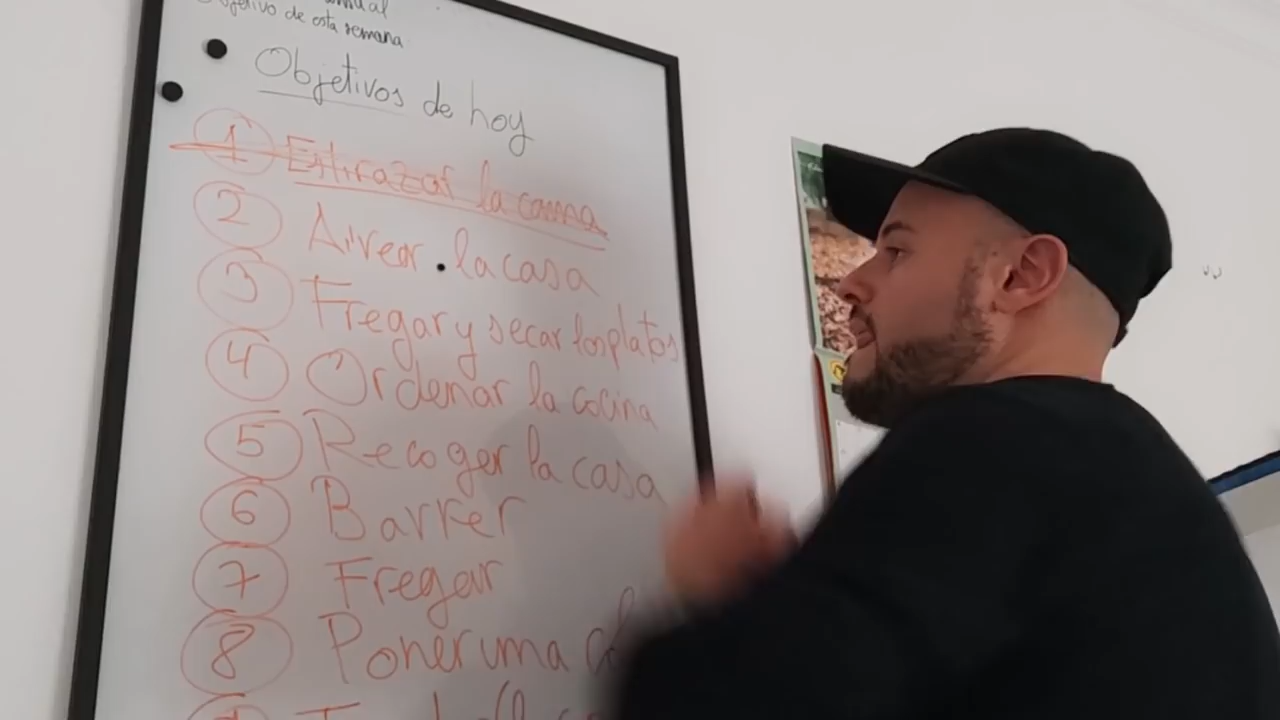 Objetivo de esta semana
Objetivos de hoy
1 Estirazar la cama
2 Airear la casa
3 Fregar y secar los platos
4 Ordenar la cocina
5 Recoger la casa
6 Barrer
7 Fregar
8 Poner una